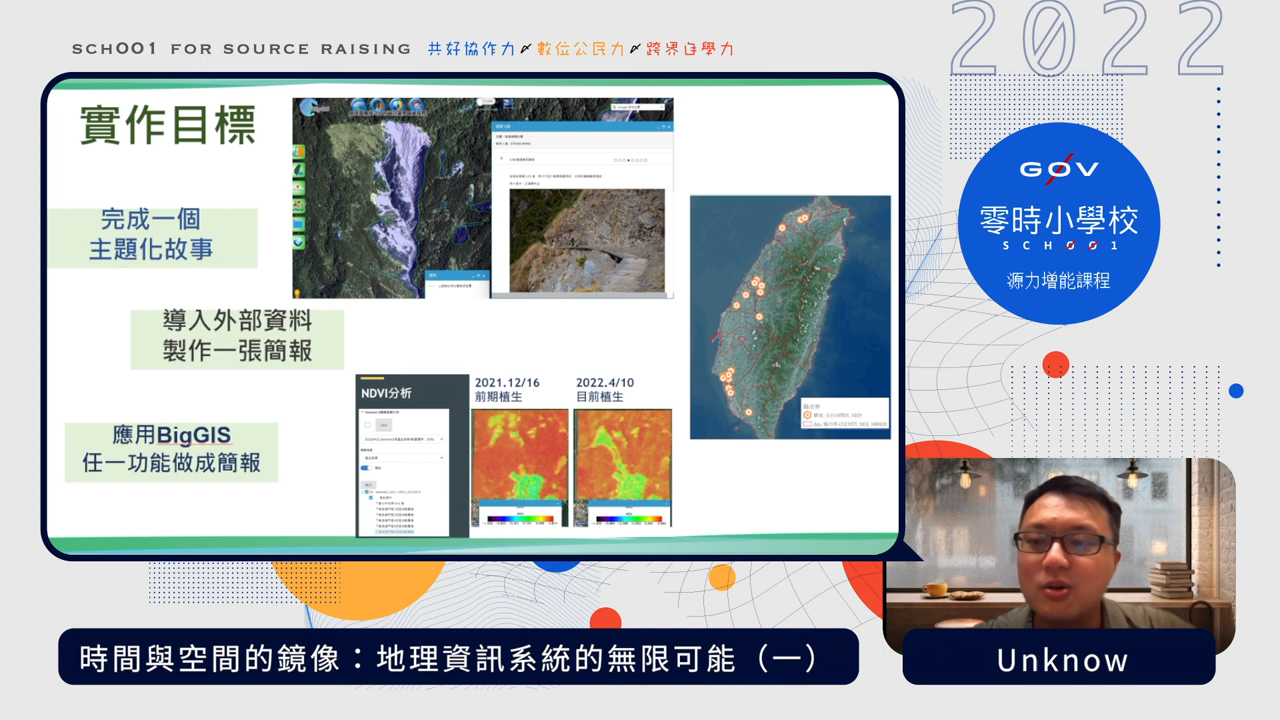 SCH001 FOR SOURCE RAISING 共好協作力 數位公民力 跨界自學力
2022
實作目標
完成一個
主題化故事
導入外部資料
製作一張簡報
應用BigGIS
任一功能做成簡報
NDVI分析
2021.12/16
前期植生
2022.4/10
目前植生
G0V
零時小學校
SCH001
源力增能課程
時間與空間的鏡像：地理資訊系統的無限可能（一）
Unknow